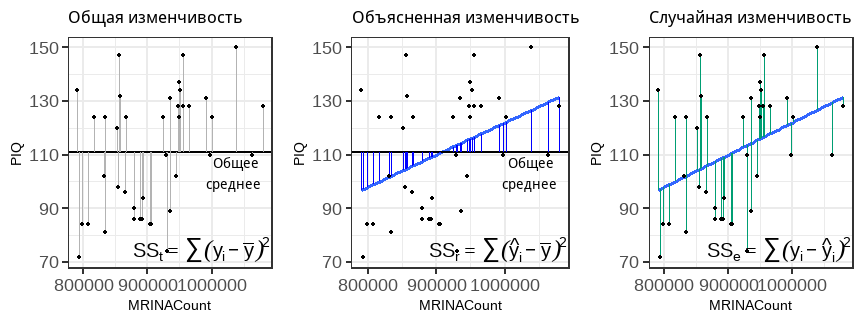 Общая изменчивость
150
130
110
90
70
PIQ
Общее
среднее
SSt = ∑(yi − y̅)²
800000 900000 1000000
MRINACount
Объясненная изменчивость
150
130
110
90
70
PIQ
Общее
среднее
SSr = ∑(ŷi − y̅)²
800000 900000 1000000
MRINACount
Случайная изменчивость
150
130
110
90
70
PIQ
SSe = ∑(yi − ŷi)²
800000 900000 1000000
MRINACount